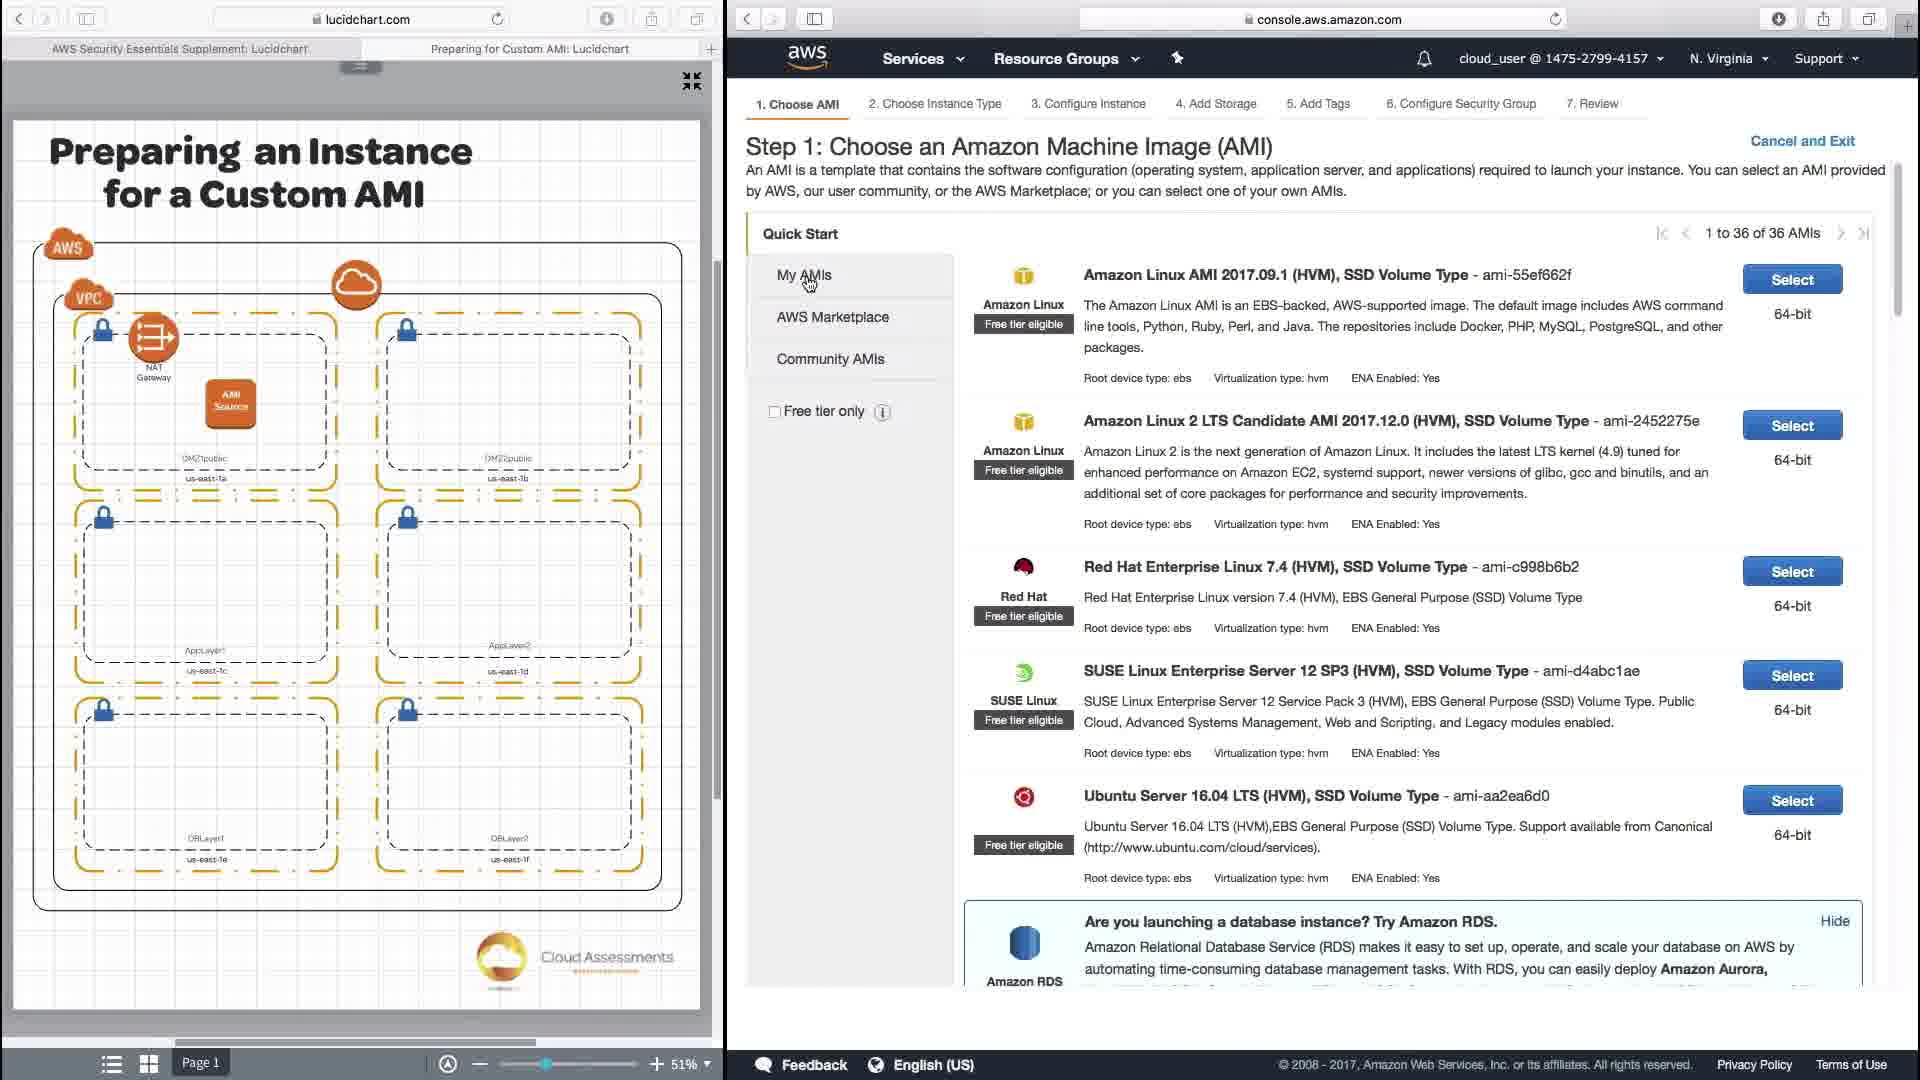 lucidchart.com
AWS Security Essentials Supplement: Lucidchart
Preparing for Custom AMI: Lucidchart
Preparing an Instance
for a Custom AMI
AWS
VPC
NAT
Gateway
AMI
Source
DMZ1public
us-east-1a
DMZ2public
us-east-1b
AppLayer1
us-east-1c
AppLayer2
us-east-1d
DBLayer1
us-east-1e
DBLayer2
us-east-1f
Cloud Assessments
Page 1
51%
console.aws.amazon.com
aws
Services
Resource Groups
cloud_user @ 1475-2799-4157
N. Virginia
Support
1. Choose AMI
2. Choose Instance Type
3. Configure Instance
4. Add Storage
5. Add Tags
6. Configure Security Group
7. Review
Step 1: Choose an Amazon Machine Image (AMI)
Cancel and Exit
An AMI is a template that contains the software configuration (operating system, application server, and applications) required to launch your instance. You can select an AMI provided
by AWS, our user community, or the AWS Marketplace; or you can select one of your own AMIs.
Quick Start
My AMIs
AWS Marketplace
Community AMIs
Free tier only
1 to 36 of 36 AMIs
Amazon Linux
Free tier eligible
Amazon Linux AMI 2017.09.1 (HVM), SSD Volume Type - ami-55ef662f
The Amazon Linux AMI is an EBS-backed, AWS-supported image. The default image includes AWS command
line tools, Python, Ruby, Perl, and Java. The repositories include Docker, PHP, MySQL, PostgreSQL, and other
packages.
Root device type: ebs Virtualization type: hvm ENA Enabled: Yes
Select
64-bit
Amazon Linux
Free tier eligible
Amazon Linux 2 LTS Candidate AMI 2017.12.0 (HVM), SSD Volume Type - ami-2452275e
Amazon Linux 2 is the next generation of Amazon Linux. It includes the latest LTS kernel (4.9) tuned for
enhanced performance on Amazon EC2, systemd support, newer versions of glibc, gcc and binutils, and an
additional set of core packages for performance and security improvements.
Root device type: ebs Virtualization type: hvm ENA Enabled: Yes
Select
64-bit
Red Hat
Free tier eligible
Red Hat Enterprise Linux 7.4 (HVM), SSD Volume Type - ami-c998b6b2
Red Hat Enterprise Linux version 7.4 (HVM), EBS General Purpose (SSD) Volume Type
Root device type: ebs Virtualization type: hvm ENA Enabled: Yes
Select
64-bit
SUSE Linux
Free tier eligible
SUSE Linux Enterprise Server 12 SP3 (HVM), SSD Volume Type - ami-d4abc1ae
SUSE Linux Enterprise Server 12 Service Pack 3 (HVM), EBS General Purpose (SSD) Volume Type. Public
Cloud, Advanced Systems Management, Web and Scripting, and Legacy modules enabled.
Root device type: ebs Virtualization type: hvm ENA Enabled: Yes
Select
64-bit
Free tier eligible
Ubuntu Server 16.04 LTS (HVM), SSD Volume Type - ami-aa2ea6d0
Ubuntu Server 16.04 LTS (HVM),EBS General Purpose (SSD) Volume Type. Support available from Canonical
(http://www.ubuntu.com/cloud/services).
Root device type: ebs Virtualization type: hvm ENA Enabled: Yes
Select
64-bit
Amazon RDS
Are you launching a database instance? Try Amazon RDS.
Hide
Amazon Relational Database Service (RDS) makes it easy to set up, operate, and scale your database on AWS by
automating time-consuming database management tasks. With RDS, you can easily deploy Amazon Aurora,
Feedback
English (US)
© 2008 - 2017, Amazon Web Services, Inc. or its affiliates. All rights reserved.
Privacy Policy
Terms of Use